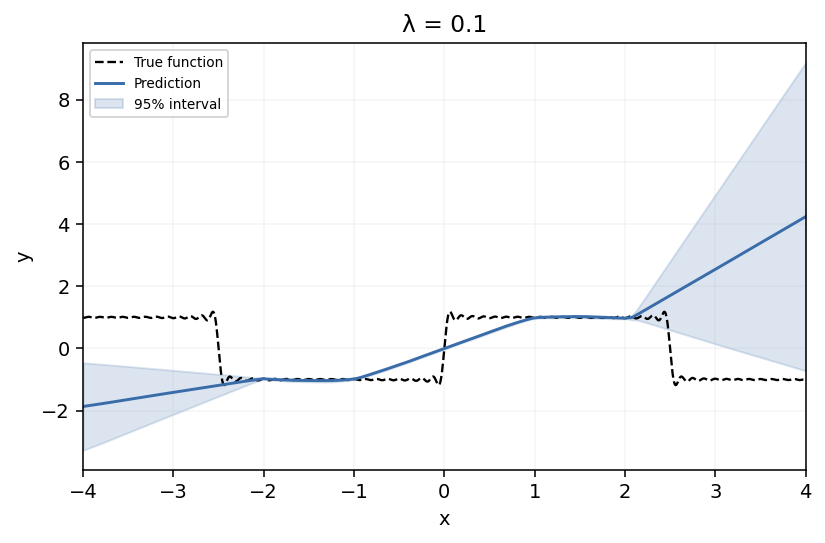 λ = 0.1
True function
Prediction
95% interval
8
6
4
2
0
−2
y
−4 −3 −2 −1 0 1 2 3 4
x